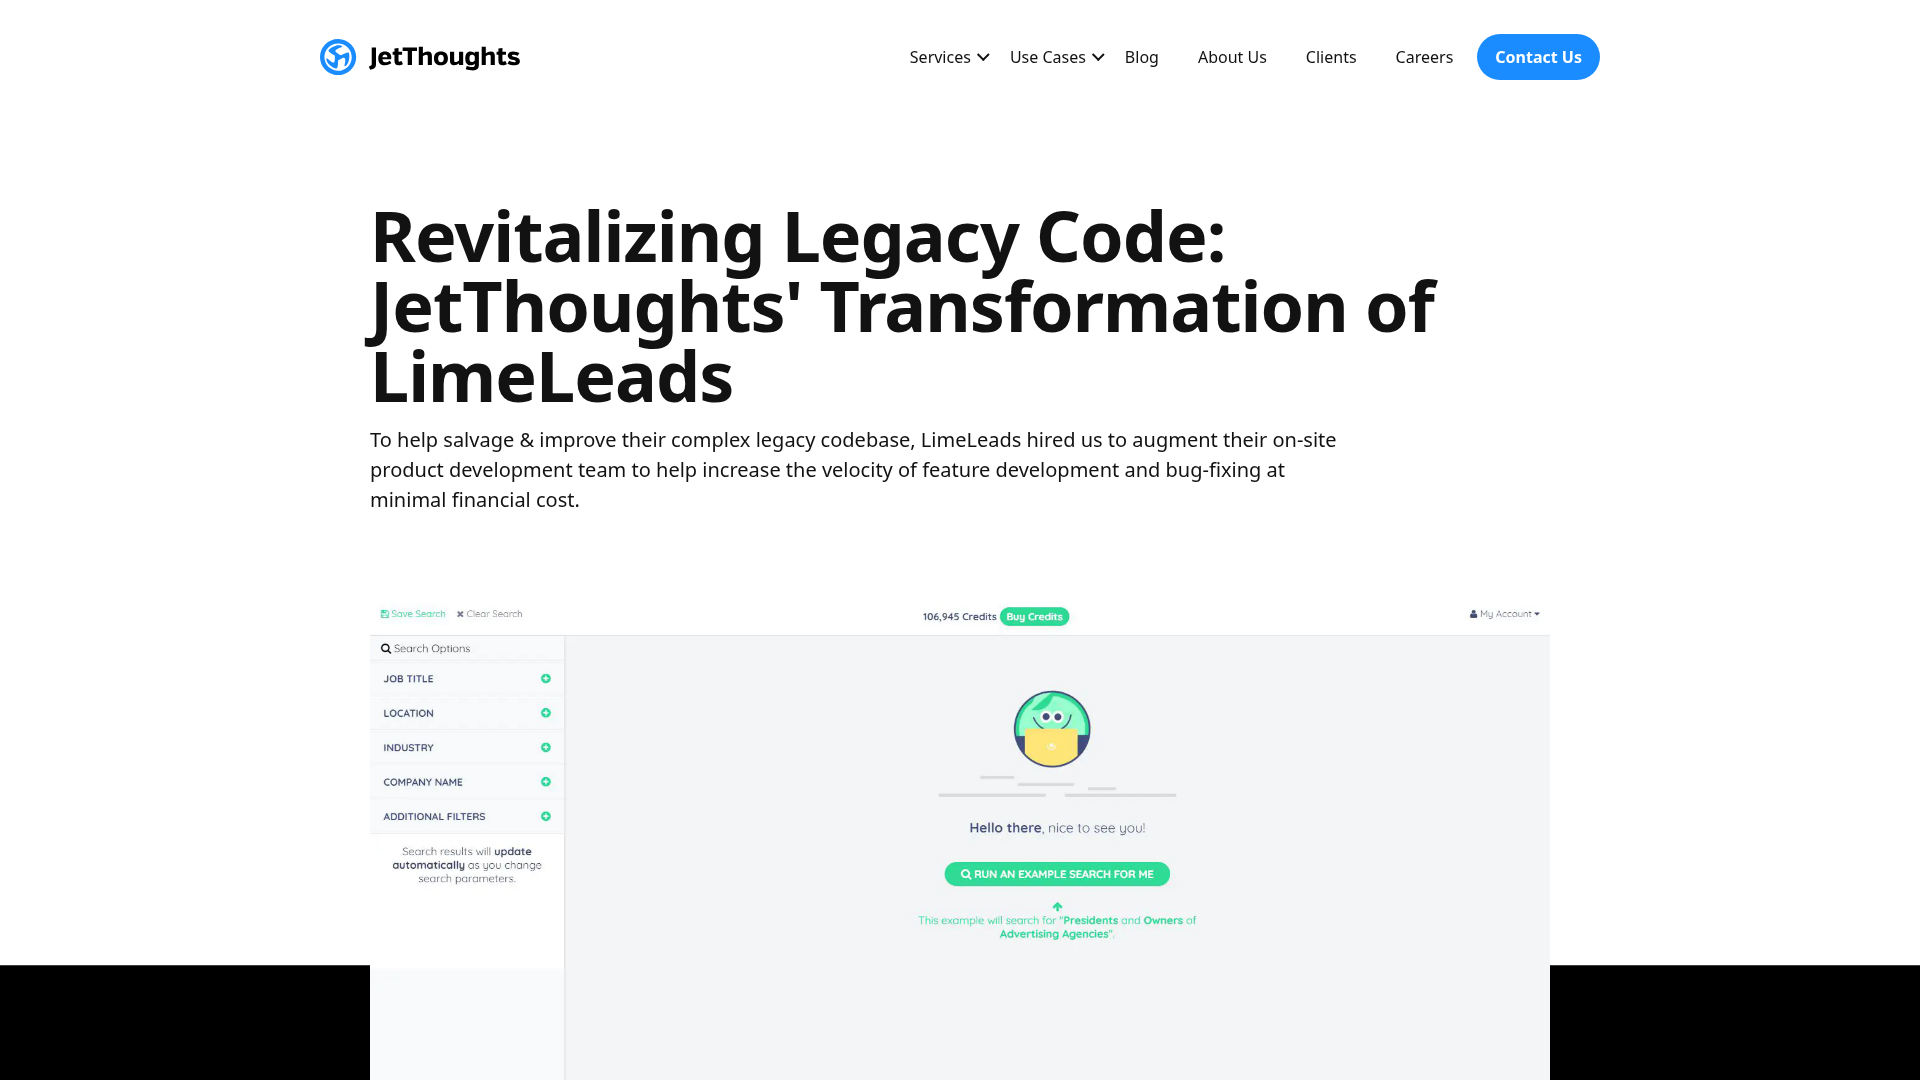 JetThoughts
Services
Use Cases
Blog
About Us
Clients
Careers
Contact Us
Revitalizing Legacy Code:
JetThoughts' Transformation of
LimeLeads
To help salvage & improve their complex legacy codebase, LimeLeads hired us to augment their on-site
product development team to help increase the velocity of feature development and bug-fixing at
minimal financial cost.
Save Search
Clear Search
106,945 Credits
Buy Credits
My Account
Search Options
JOB TITLE
LOCATION
INDUSTRY
COMPANY NAME
ADDITIONAL FILTERS
Search results will update
automatically as you change
search parameters.
Hello there, nice to see you!
RUN AN EXAMPLE SEARCH FOR ME
This example will search for "Presidents and Owners of
Advertising Agencies".